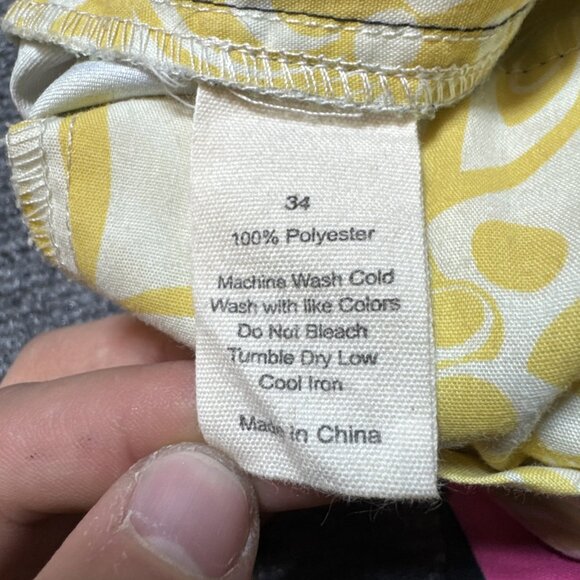 34
100% Polyester
Machine Wash Cold
Wash with like Colors
Do Not Bleach
Tumble Dry Low
Cool Iron
Made in China